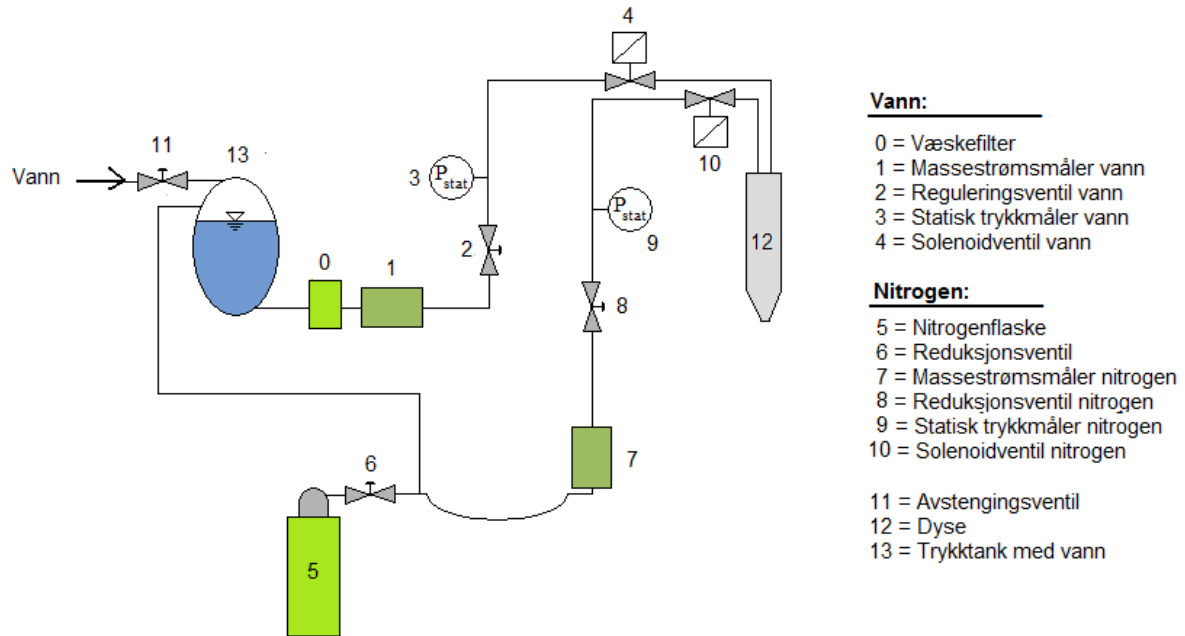 4
11
13
Vann
3
P stat
10
P stat
9
2
12
0
1
8
6
7
5
Vann:
0 = Væskefilter
1 = Massestrømsmåler vann
2 = Reguleringsventil vann
3 = Statisk trykkmåler vann
4 = Solenoidventil vann
Nitrogen:
5 = Nitrogenflaske
6 = Reduksjonsventil
7 = Massestrømsmåler nitrogen
8 = Reduksjonsventil nitrogen
9 = Statisk trykkmåler nitrogen
10 = Solenoidventil nitrogen
11 = Avstengingsventil
12 = Dyse
13 = Trykktank med vann